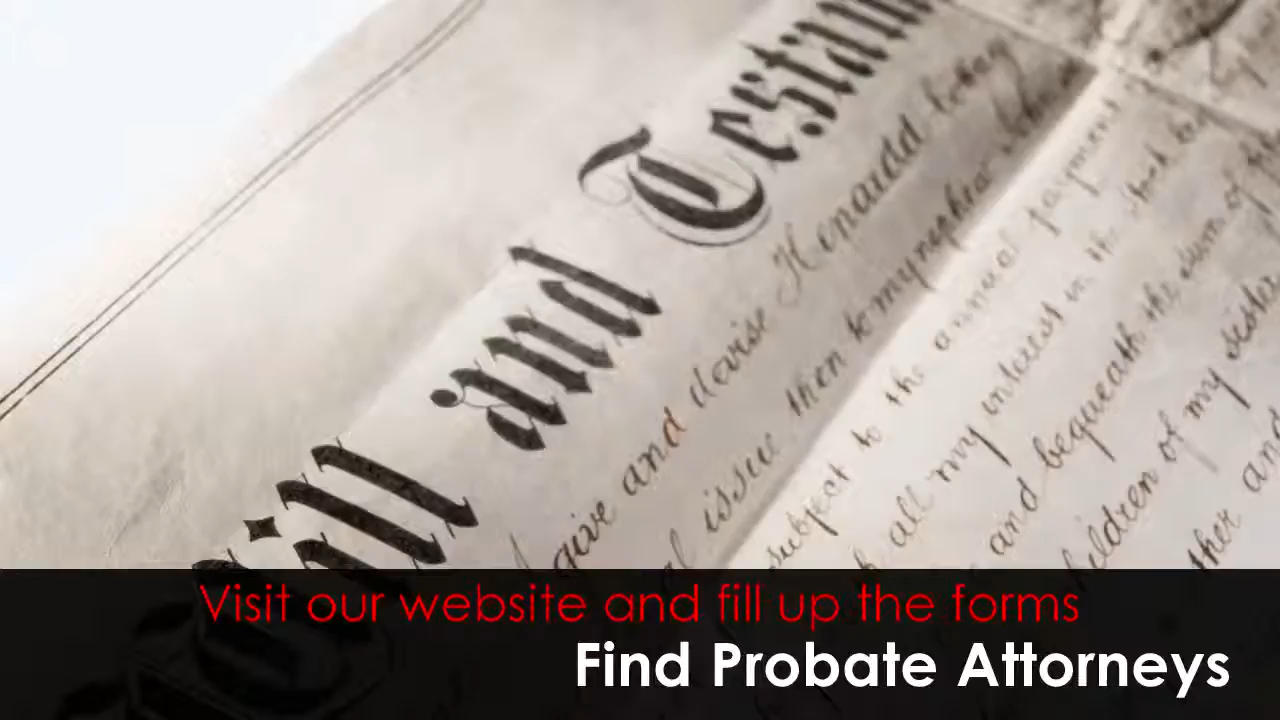 Will and Testam
give and devise Henauld
issue then to my nephew
subject to the annual payment
all my interest in the
and bequeath the sum of
children of my sister
and
Visit our website and fill up the forms
Find Probate Attorneys